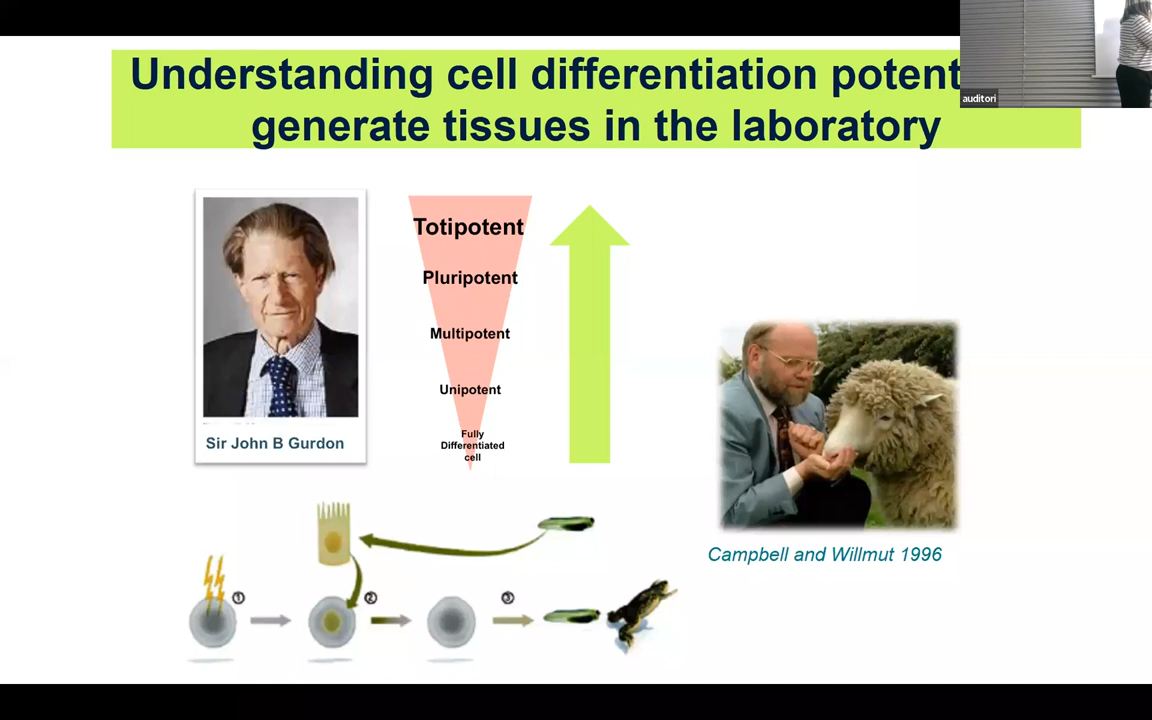 Understanding cell differentiation potent
generate tissues in the laboratory
auditori
Totipotent
Pluripotent
Multipotent
Unipotent
Fully
Differentiated
cell
Sir John B Gurdon
Campbell and Willmut 1996
①
②
③